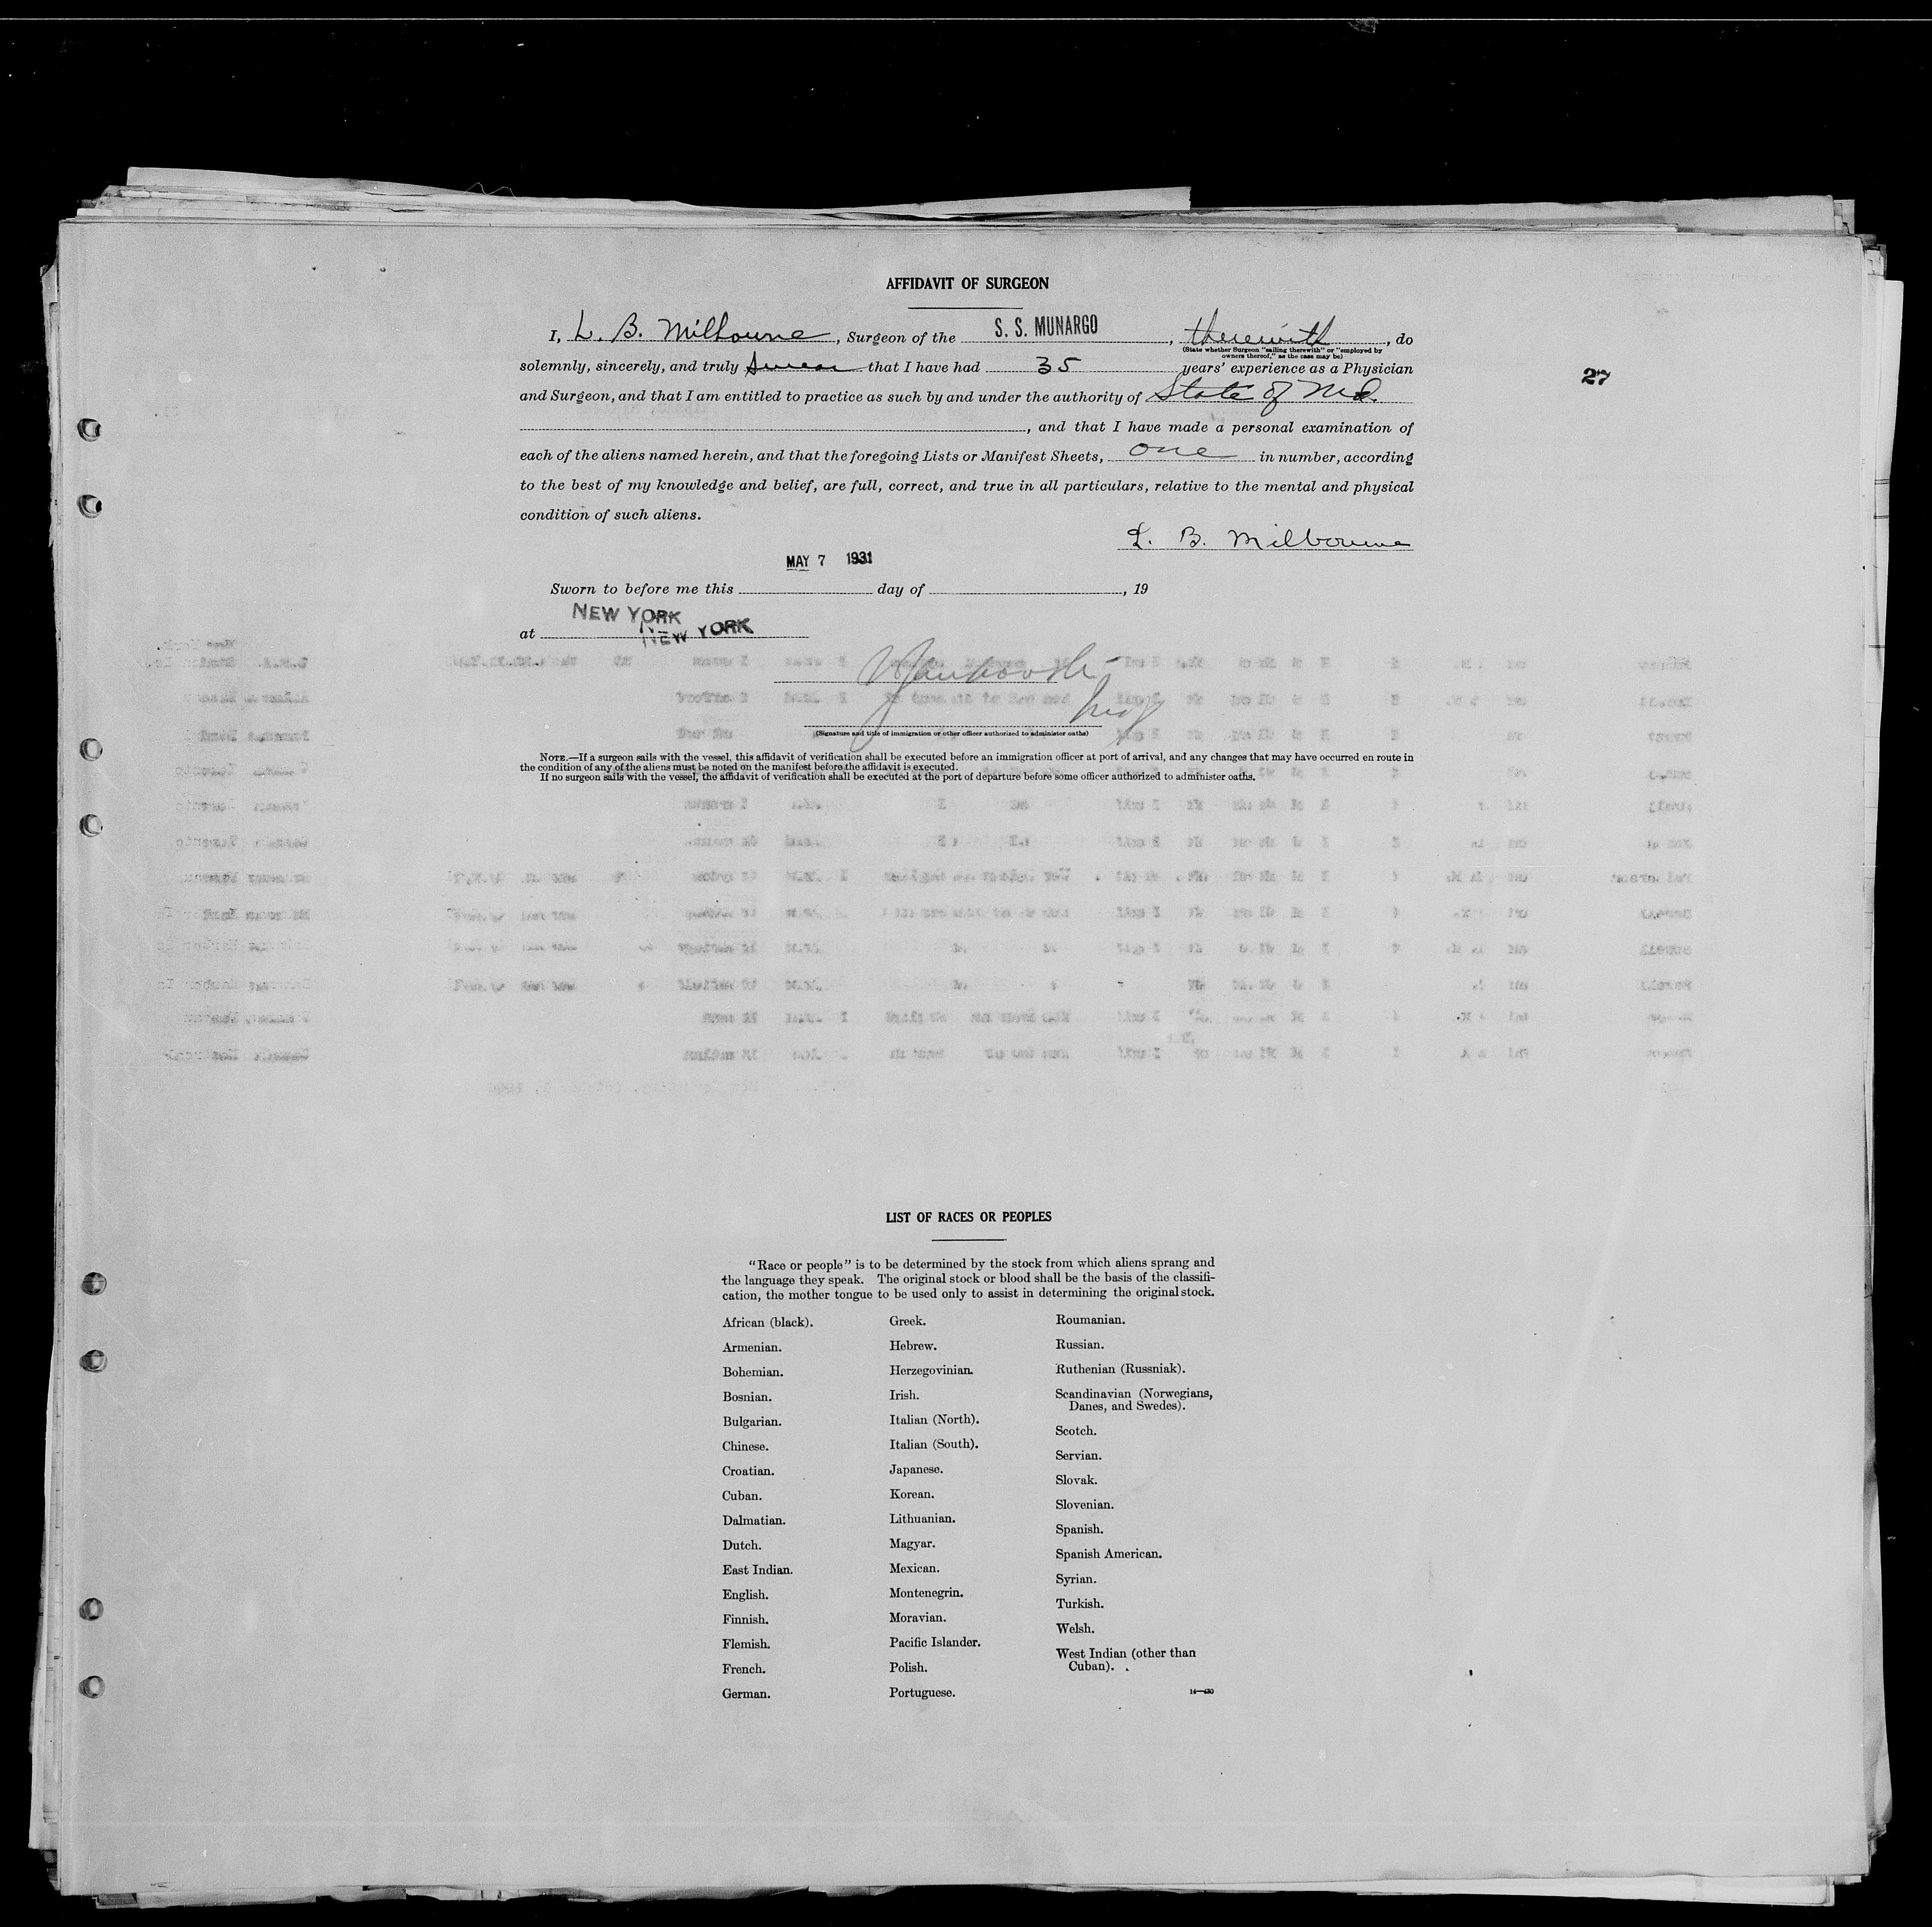 AFFIDAVIT OF SURGEON
I, L. B. Milbourne, Surgeon of the S. S. MUNARGO, therewith, do
(State whether Surgeon "sailing therewith" or "employed by
owners thereof," as the case may be)
solemnly, sincerely, and truly swear that I have had 35 years' experience as a Physician
27
and Surgeon, and that I am entitled to practice as such by and under the authority of State of Md.
, and that I have made a personal examination of
each of the aliens named herein, and that the foregoing Lists or Manifest Sheets, one in number, according
to the best of my knowledge and belief, are full, correct, and true in all particulars, relative to the mental and physical
condition of such aliens.
L. B. Milbourne
MAY 7 1931
Sworn to before me this day of , 19
NEW YORK
at NEW YORK
(Signature and title of immigration or other officer authorized to administer oaths)
NOTE.—If a surgeon sails with the vessel, this affidavit of verification shall be executed before an immigration officer at port of arrival, and any changes that may have occurred en route in
the condition of any of the aliens must be noted on the manifest before the affidavit is executed.
If no surgeon sails with the vessel, the affidavit of verification shall be executed at the port of departure before some officer authorized to administer oaths.
LIST OF RACES OR PEOPLES
"Race or people" is to be determined by the stock from which aliens sprang and
the language they speak. The original stock or blood shall be the basis of the classifi-
cation, the mother tongue to be used only to assist in determining the original stock.
African (black).
Armenian.
Bohemian.
Bosnian.
Bulgarian.
Chinese.
Croatian.
Cuban.
Dalmatian.
Dutch.
East Indian.
English.
Finnish.
Flemish.
French.
German.
Greek.
Hebrew.
Herzegovinian.
Irish.
Italian (North).
Italian (South).
Japanese.
Korean.
Lithuanian.
Magyar.
Mexican.
Montenegrin.
Moravian.
Pacific Islander.
Polish.
Portuguese.
Roumanian.
Russian.
Ruthenian (Russniak).
Scandinavian (Norwegians,
Danes, and Swedes).
Scotch.
Servian.
Slovak.
Slovenian.
Spanish.
Spanish American.
Syrian.
Turkish.
Welsh.
West Indian (other than
Cuban).
14—430